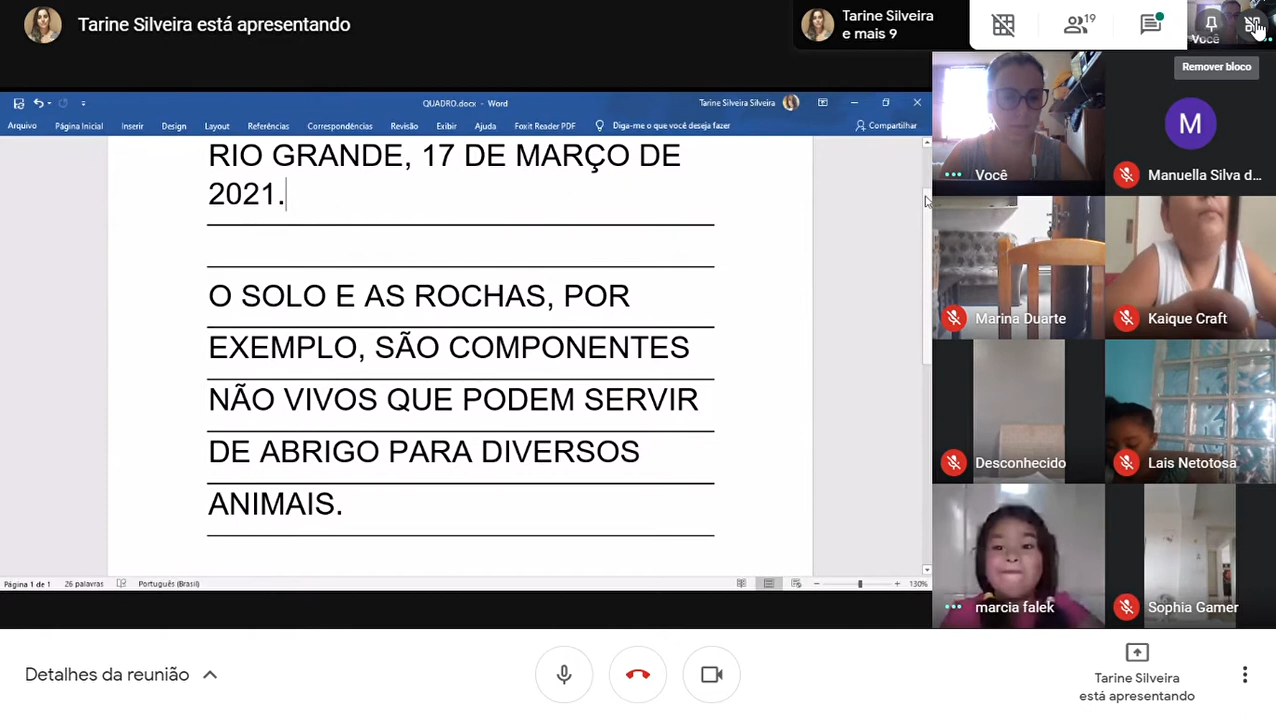 Tarine Silveira está apresentando
Tarine Silveira
e mais 9
19
Você
Remover bloco
QUADRO.docx - Word
Tarine Silveira Silveira
Arquivo
Página Inicial
Inserir
Design
Layout
Referências
Correspondências
Revisão
Exibir
Ajuda
Foxit Reader PDF
Diga-me o que você deseja fazer
Compartilhar
RIO GRANDE, 17 DE MARÇO DE
2021.
O SOLO E AS ROCHAS, POR
EXEMPLO, SÃO COMPONENTES
NÃO VIVOS QUE PODEM SERVIR
DE ABRIGO PARA DIVERSOS
ANIMAIS.
Página 1 de 1
26 palavras
Português (Brasil)
130%
Você
M
Manuella Silva d...
Marina Duarte
Kaique Craft
Desconhecido
Lais Netotosa
marcia falek
Sophia Gamer
Detalhes da reunião
Tarine Silveira
está apresentando